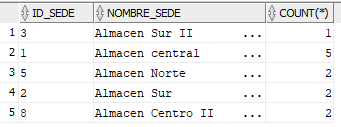 ID_SEDE NOMBRE_SEDE COUNT(*)
1 3 Almacen Sur II ... 1
2 1 Almacen central ... 5
3 5 Almacen Norte ... 2
4 2 Almacen Sur ... 2
5 8 Almacen Centro II ... 2